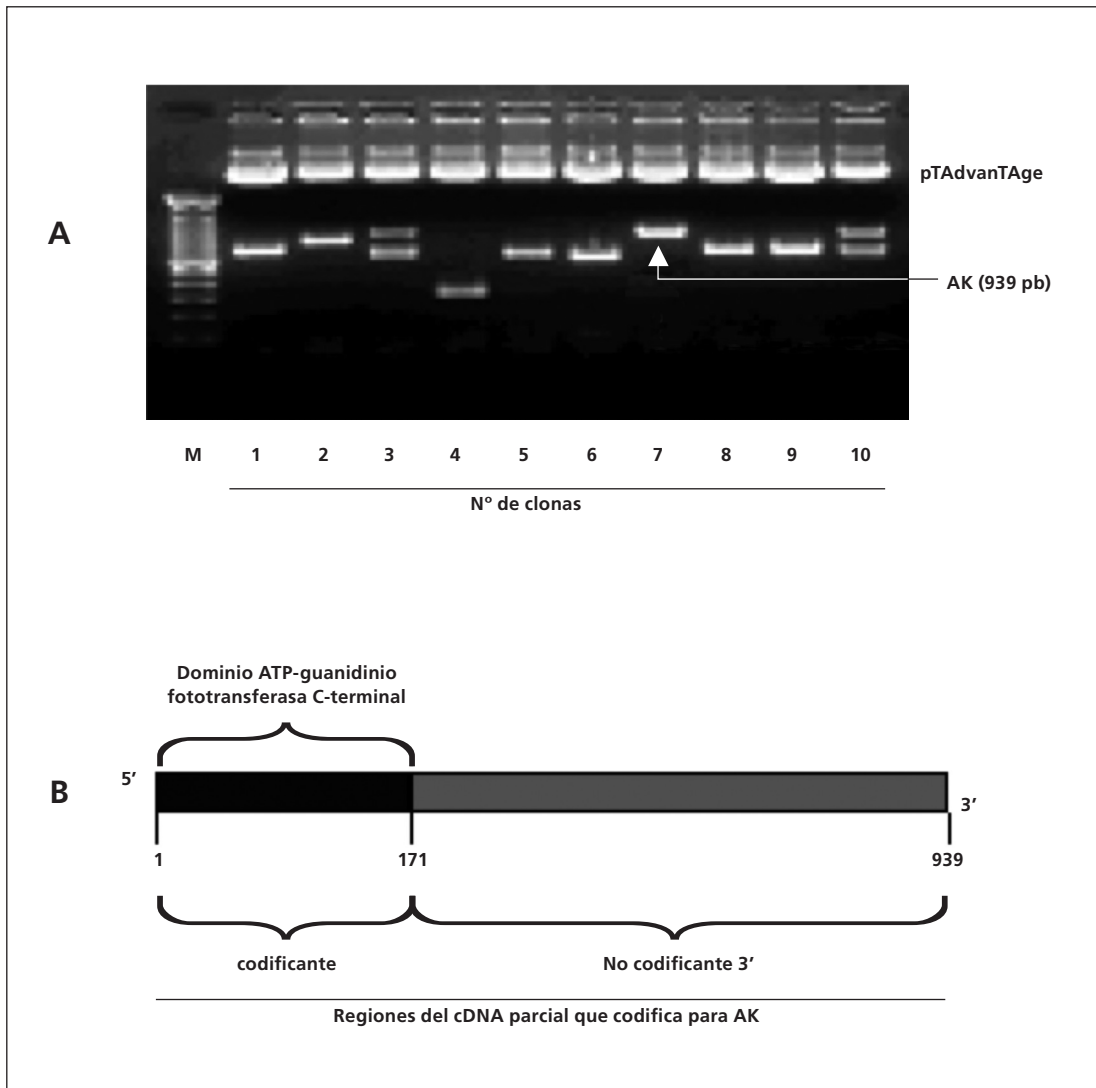 A
pTAdvanTAge
AK (939 pb)
M 1 2 3 4 5 6 7 8 9 10
N° de clonas
Dominio ATP-guanidinio
fototransferasa C-terminal
B
5’
3’
1 171 939
codificante No codificante 3’
Regiones del cDNA parcial que codifica para AK